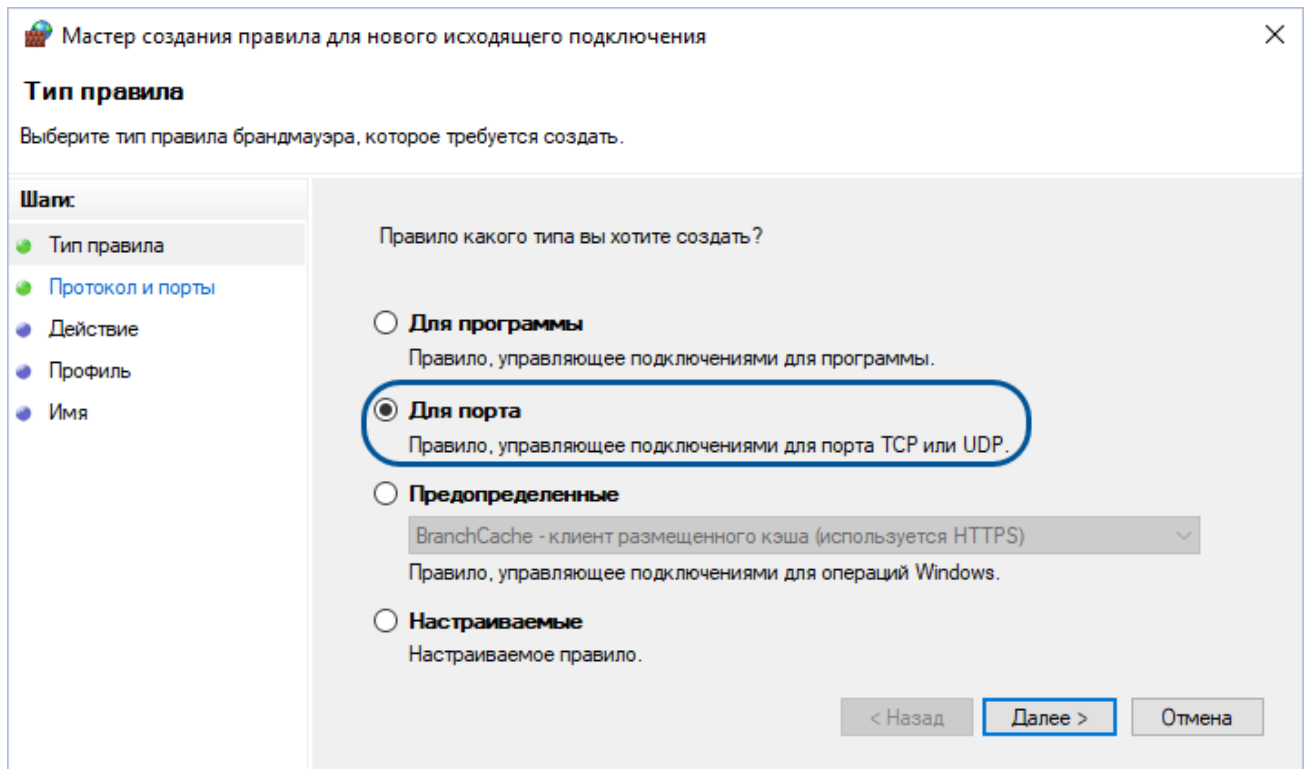 Мастер создания правила для нового исходящего подключения
Тип правила
Выберите тип правила брандмауэра, которое требуется создать.
Шаги:
Тип правила
Протокол и порты
Действие
Профиль
Имя
Правило какого типа вы хотите создать?
Для программы
Правило, управляющее подключениями для программы.
Для порта
Правило, управляющее подключениями для порта TCP или UDP.
Предопределенные
BranchCache - клиент размещенного кэша (используется HTTPS)
Правило, управляющее подключениями для операций Windows.
Настраиваемые
Настраиваемое правило.
< Назад Далее > Отмена